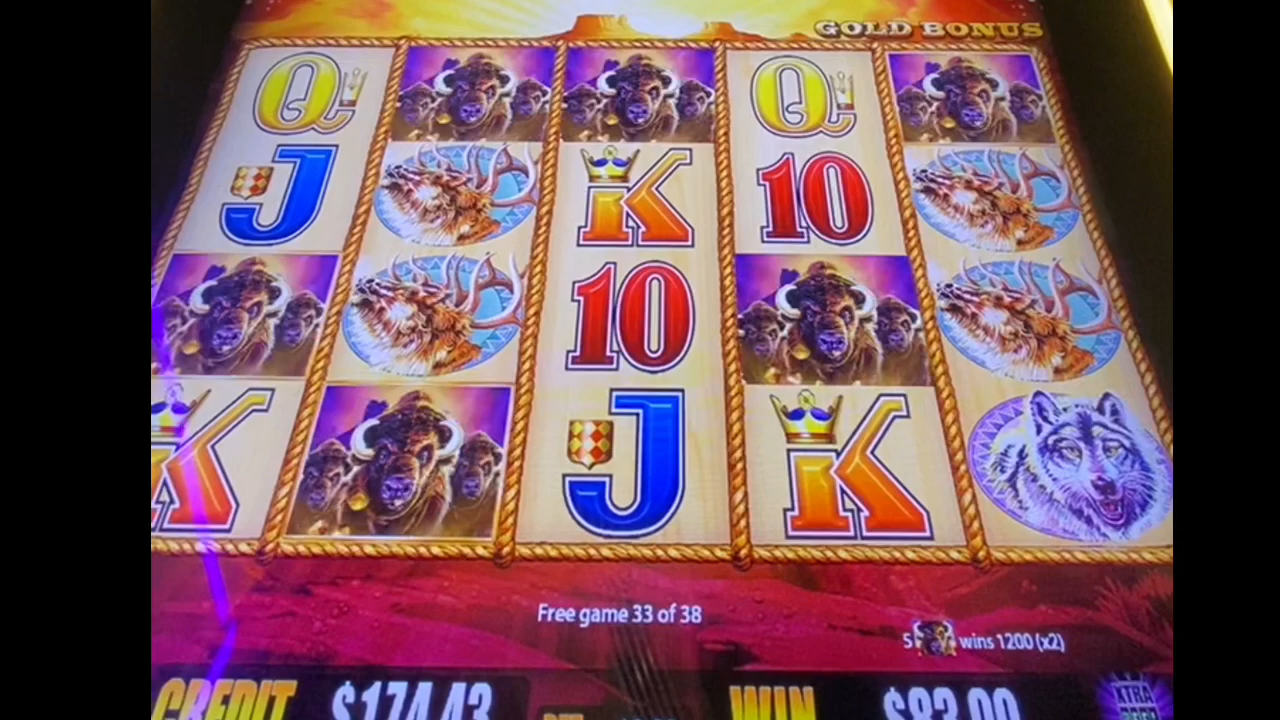 GOLD BONUS
Q Q
J K 10
10
K J K
Free game 33 of 38
5 wins 1200 (x2)
CREDIT $174.43 WIN $83.00
XTRA